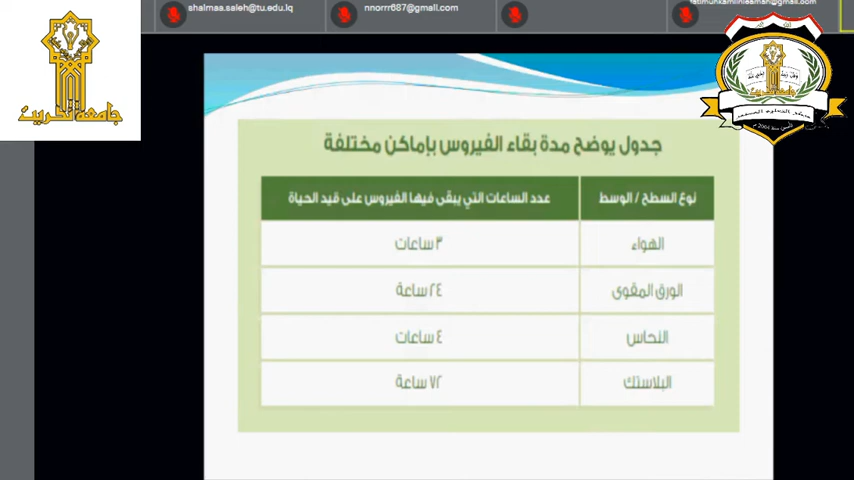 shalmaa.saleh@tu.edu.iq
nnorrr687@gmail.com
جامعة تكريت
جدول يوضح مدة بقاء الفيروس بإماكن مختلفة
نوع السطح / الوسط
عدد الساعات التي يبقى فيها الفيروس على قيد الحياة
الهواء
٣ ساعات
الورق المقوى
٢٤ ساعة
النحاس
٤ ساعات
البلاستك
٧٢ ساعة